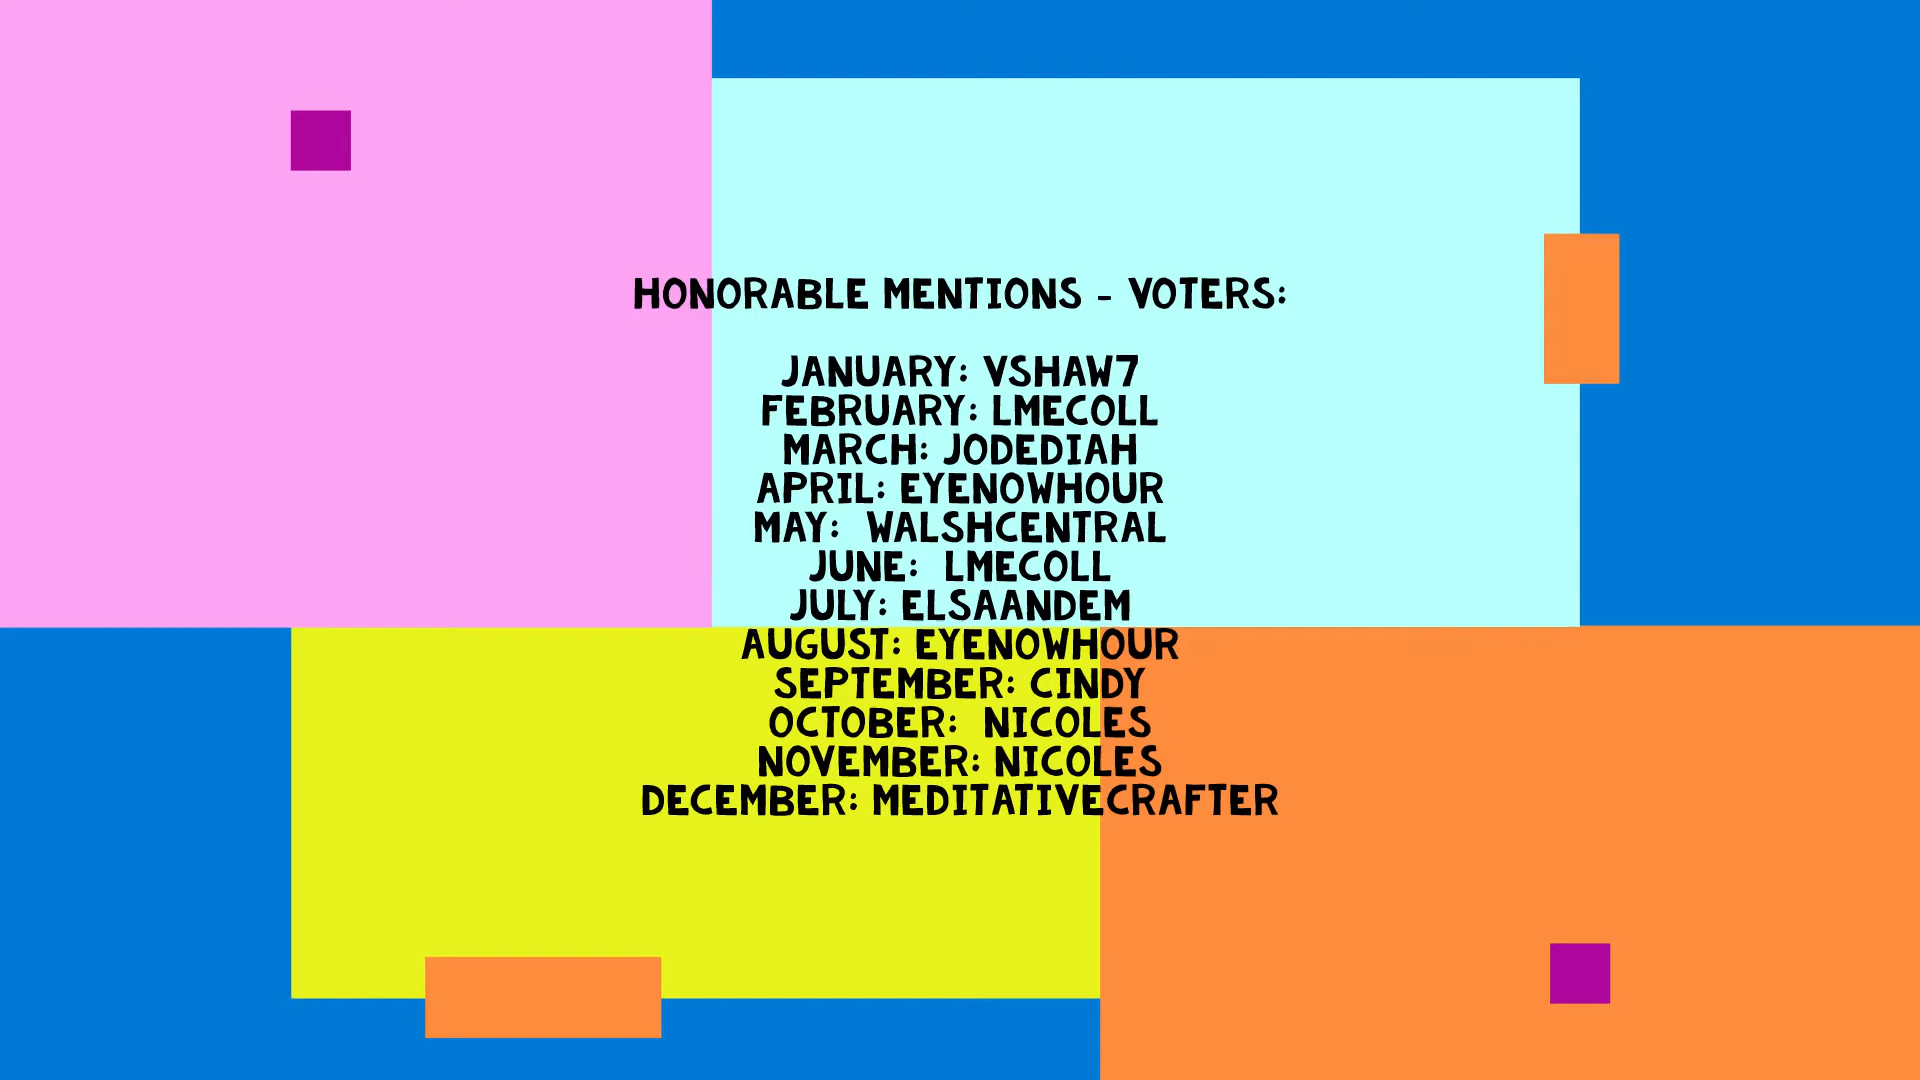 HONORABLE MENTIONS - VOTERS:
JANUARY: VSHAW7
FEBRUARY: LMECOLL
MARCH: JODEDIAH
APRIL: EYENOWHOUR
MAY:  WALSHCENTRAL
JUNE:  LMECOLL
JULY: ELSAANDEM
AUGUST: EYENOWHOUR
SEPTEMBER: CINDY
OCTOBER:  NICOLES
NOVEMBER: NICOLES
DECEMBER: MEDITATIVECRAFTER